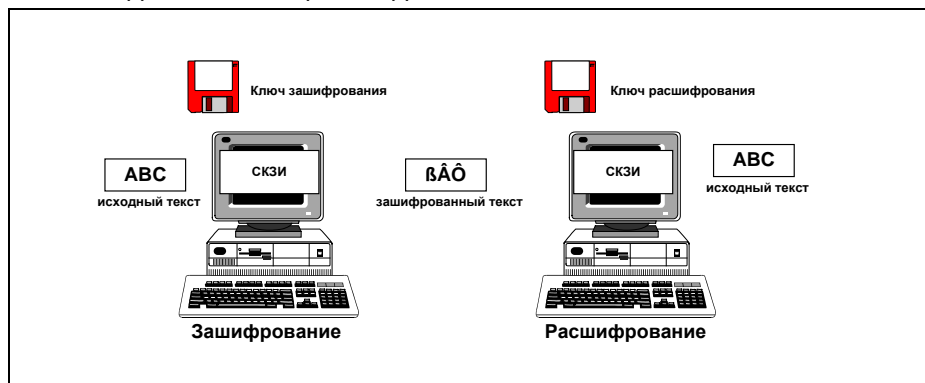 Ключ зашифрования
Ключ расшифрования
ABC
СКЗИ
ßÂÔ
СКЗИ
ABC
исходный текст
зашифрованный текст
исходный текст
Зашифрование
Расшифрование